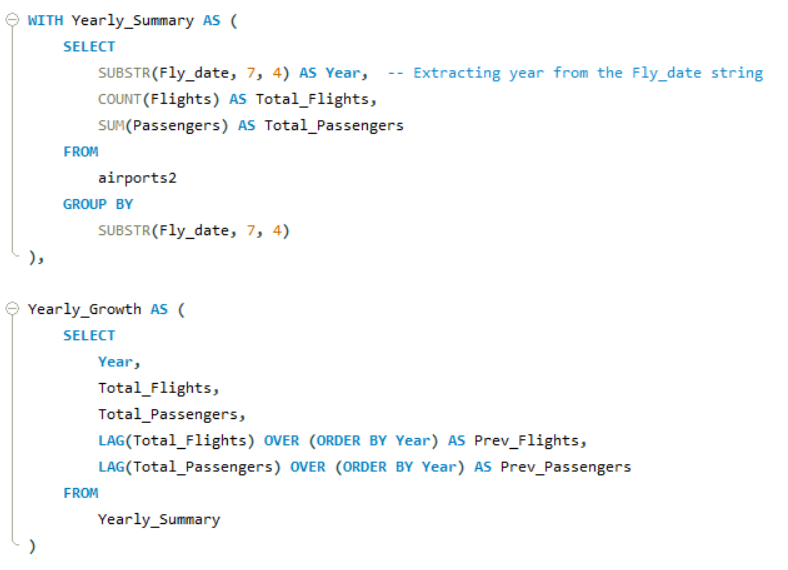 WITH Yearly_Summary AS (
SELECT
SUBSTR(Fly_date, 7, 4) AS Year,  -- Extracting year from the Fly_date string
COUNT(Flights) AS Total_Flights,
SUM(Passengers) AS Total_Passengers
FROM
airports2
GROUP BY
SUBSTR(Fly_date, 7, 4)
),
Yearly_Growth AS (
SELECT
Year,
Total_Flights,
Total_Passengers,
LAG(Total_Flights) OVER (ORDER BY Year) AS Prev_Flights,
LAG(Total_Passengers) OVER (ORDER BY Year) AS Prev_Passengers
FROM
Yearly_Summary
)